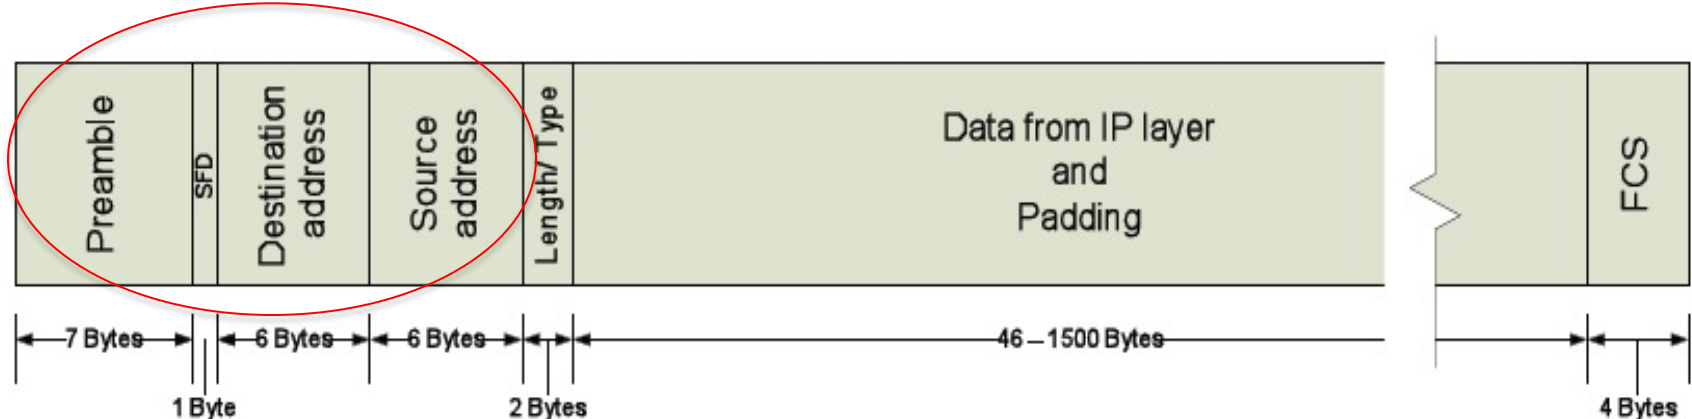 Preamble
SFD
Destination
address
Source
address
Length/ Type
Data from IP layer
and
Padding
FCS
7 Bytes
6 Bytes
6 Bytes
46 – 1500 Bytes
1 Byte
2 Bytes
4 Bytes